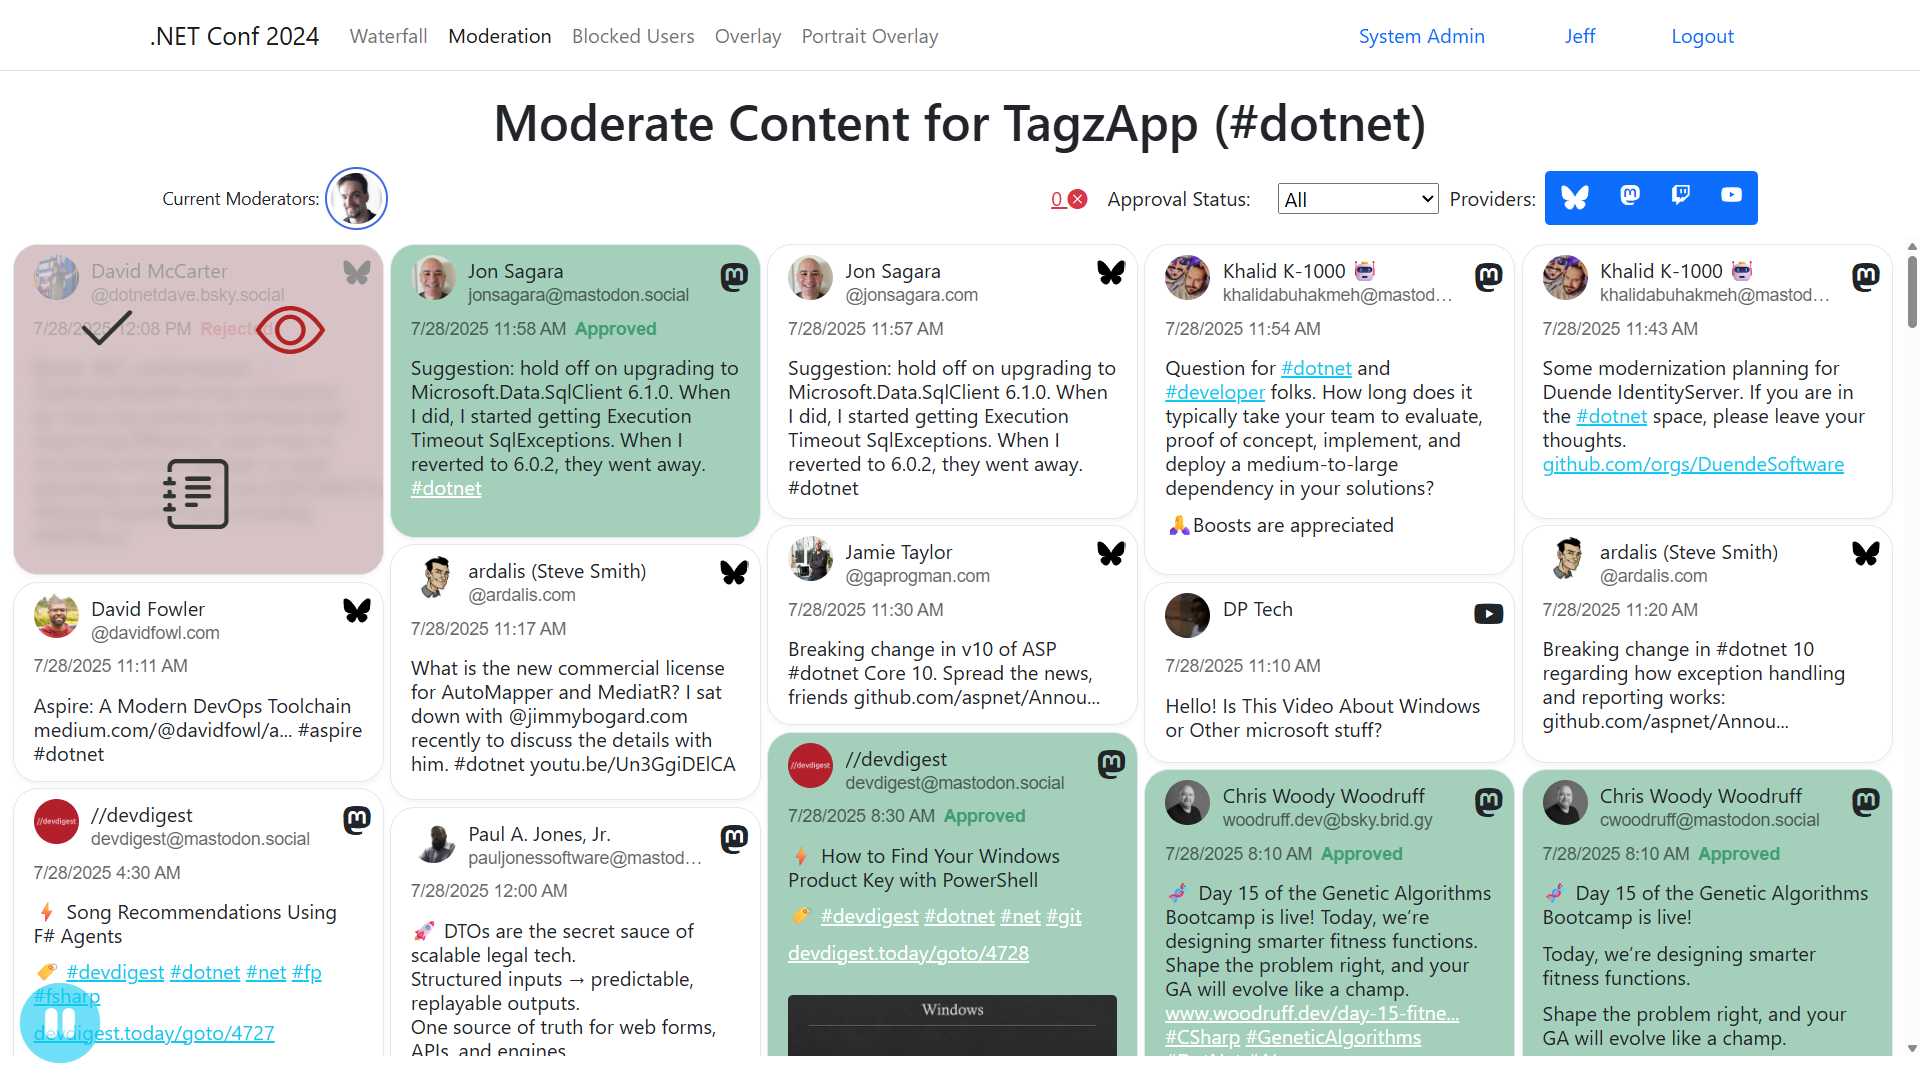 .NET Conf 2024
Waterfall
Moderation
Blocked Users
Overlay
Portrait Overlay
System Admin
Jeff
Logout
Moderate Content for TagzApp (#dotnet)
Current Moderators:
0
Approval Status:
All
Providers:
David McCarter
@dotnetdave.bsky.social
7/28/2025 12:08 PM Rejected
David Fowler
@davidfowl.com
7/28/2025 11:11 AM
Aspire: A Modern DevOps Toolchain
medium.com/@davidfowl/a... #aspire
#dotnet
//devdigest
//devdigest
devdigest@mastodon.social
7/28/2025 4:30 AM
⚡ Song Recommendations Using
F# Agents
🏷️ #devdigest #dotnet #net #fp
#fsharp
devdigest.today/goto/4727
Jon Sagara
jonsagara@mastodon.social
7/28/2025 11:58 AM Approved
Suggestion: hold off on upgrading to
Microsoft.Data.SqlClient 6.1.0. When
I did, I started getting Execution
Timeout SqlExceptions. When I
reverted to 6.0.2, they went away.
#dotnet
ardalis (Steve Smith)
@ardalis.com
7/28/2025 11:17 AM
What is the new commercial license
for AutoMapper and MediatR? I sat
down with @jimmybogard.com
recently to discuss the details with
him. #dotnet youtu.be/Un3GgiDElCA
Paul A. Jones, Jr.
pauljonessoftware@mastod...
7/28/2025 12:00 AM
🚀 DTOs are the secret sauce of
scalable legal tech.
Structured inputs → predictable,
replayable outputs.
One source of truth for web forms,
APIs, and engines.
Jon Sagara
@jonsagara.com
7/28/2025 11:57 AM
Suggestion: hold off on upgrading to
Microsoft.Data.SqlClient 6.1.0. When
I did, I started getting Execution
Timeout SqlExceptions. When I
reverted to 6.0.2, they went away.
#dotnet
Jamie Taylor
@gaprogman.com
7/28/2025 11:30 AM
Breaking change in v10 of ASP
#dotnet Core 10. Spread the news,
friends github.com/aspnet/Annou...
//devdigest
//devdigest
devdigest@mastodon.social
7/28/2025 8:30 AM Approved
⚡ How to Find Your Windows
Product Key with PowerShell
🏷️ #devdigest #dotnet #net #git
devdigest.today/goto/4728
Windows
Khalid K-1000 🤖
khalidabuhakmeh@mastod...
7/28/2025 11:54 AM
Question for #dotnet and
#developer folks. How long does it
typically take your team to evaluate,
proof of concept, implement, and
deploy a medium-to-large
dependency in your solutions?
🙏Boosts are appreciated
DP Tech
7/28/2025 11:10 AM
Hello! Is This Video About Windows
or Other microsoft stuff?
Chris Woody Woodruff
woodruff.dev@bsky.brid.gy
7/28/2025 8:10 AM Approved
🧬 Day 15 of the Genetic Algorithms
Bootcamp is live! Today, we’re
designing smarter fitness functions.
Shape the problem right, and your
GA will evolve like a champ.
www.woodruff.dev/day-15-fitne...
#CSharp #GeneticAlgorithms
Khalid K-1000 🤖
khalidabuhakmeh@mastod...
7/28/2025 11:43 AM
Some modernization planning for
Duende IdentityServer. If you are in
the #dotnet space, please leave your
thoughts.
github.com/orgs/DuendeSoftware
ardalis (Steve Smith)
@ardalis.com
7/28/2025 11:20 AM
Breaking change in #dotnet 10
regarding how exception handling
and reporting works:
github.com/aspnet/Annou...
Chris Woody Woodruff
cwoodruff@mastodon.social
7/28/2025 8:10 AM Approved
🧬 Day 15 of the Genetic Algorithms
Bootcamp is live!
Today, we’re designing smarter
fitness functions.
Shape the problem right, and your
GA will evolve like a champ.